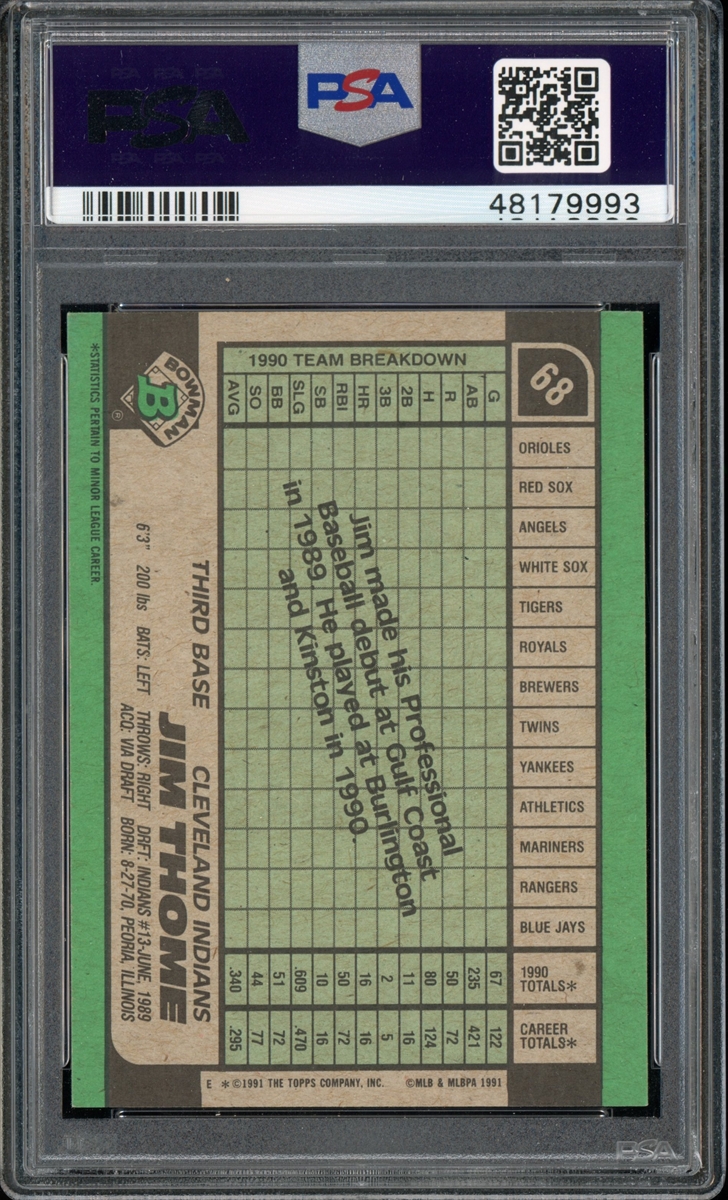 PSA
PSA
48179993
68
1990 TEAM BREAKDOWN
G AB R H 2B 3B HR RBI SB SLG BB SO AVG
ORIOLES
RED SOX
ANGELS
WHITE SOX
TIGERS
ROYALS
BREWERS
TWINS
YANKEES
ATHLETICS
MARINERS
RANGERS
BLUE JAYS
1990 TOTALS* 67 235 50 80 11 2 16 50 10 .609 51 44 .340
CAREER TOTALS* 122 421 72 124 16 5 16 72 16 .470 72 77 .295
Jim made his Professional
Baseball debut at Gulf Coast
in 1989. He played at Burlington
and Kinston in 1990.
THIRD BASE CLEVELAND INDIANS
JIM THOME
6'3" 200 lbs BATS: LEFT THROWS: RIGHT DRFT: INDIANS #13-JUNE, 1989
ACQ: VIA DRAFT BORN: 8-27-70, PEORIA, ILLINOIS
BOWMAN
B
®
*STATISTICS PERTAIN TO MINOR LEAGUE CAREER.
E *©1991 THE TOPPS COMPANY, INC. ©MLB & MLBPA 1991
PSA